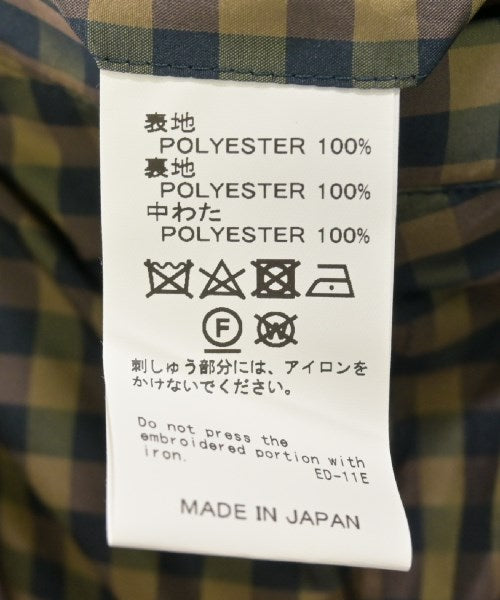 表地
POLYESTER 100%
裏地
POLYESTER 100%
中わた
POLYESTER 100%
F W
刺しゅう部分には、アイロンを
かけないでください。
Do not press the
embroidered portion with
iron.
ED-11E
MADE IN JAPAN